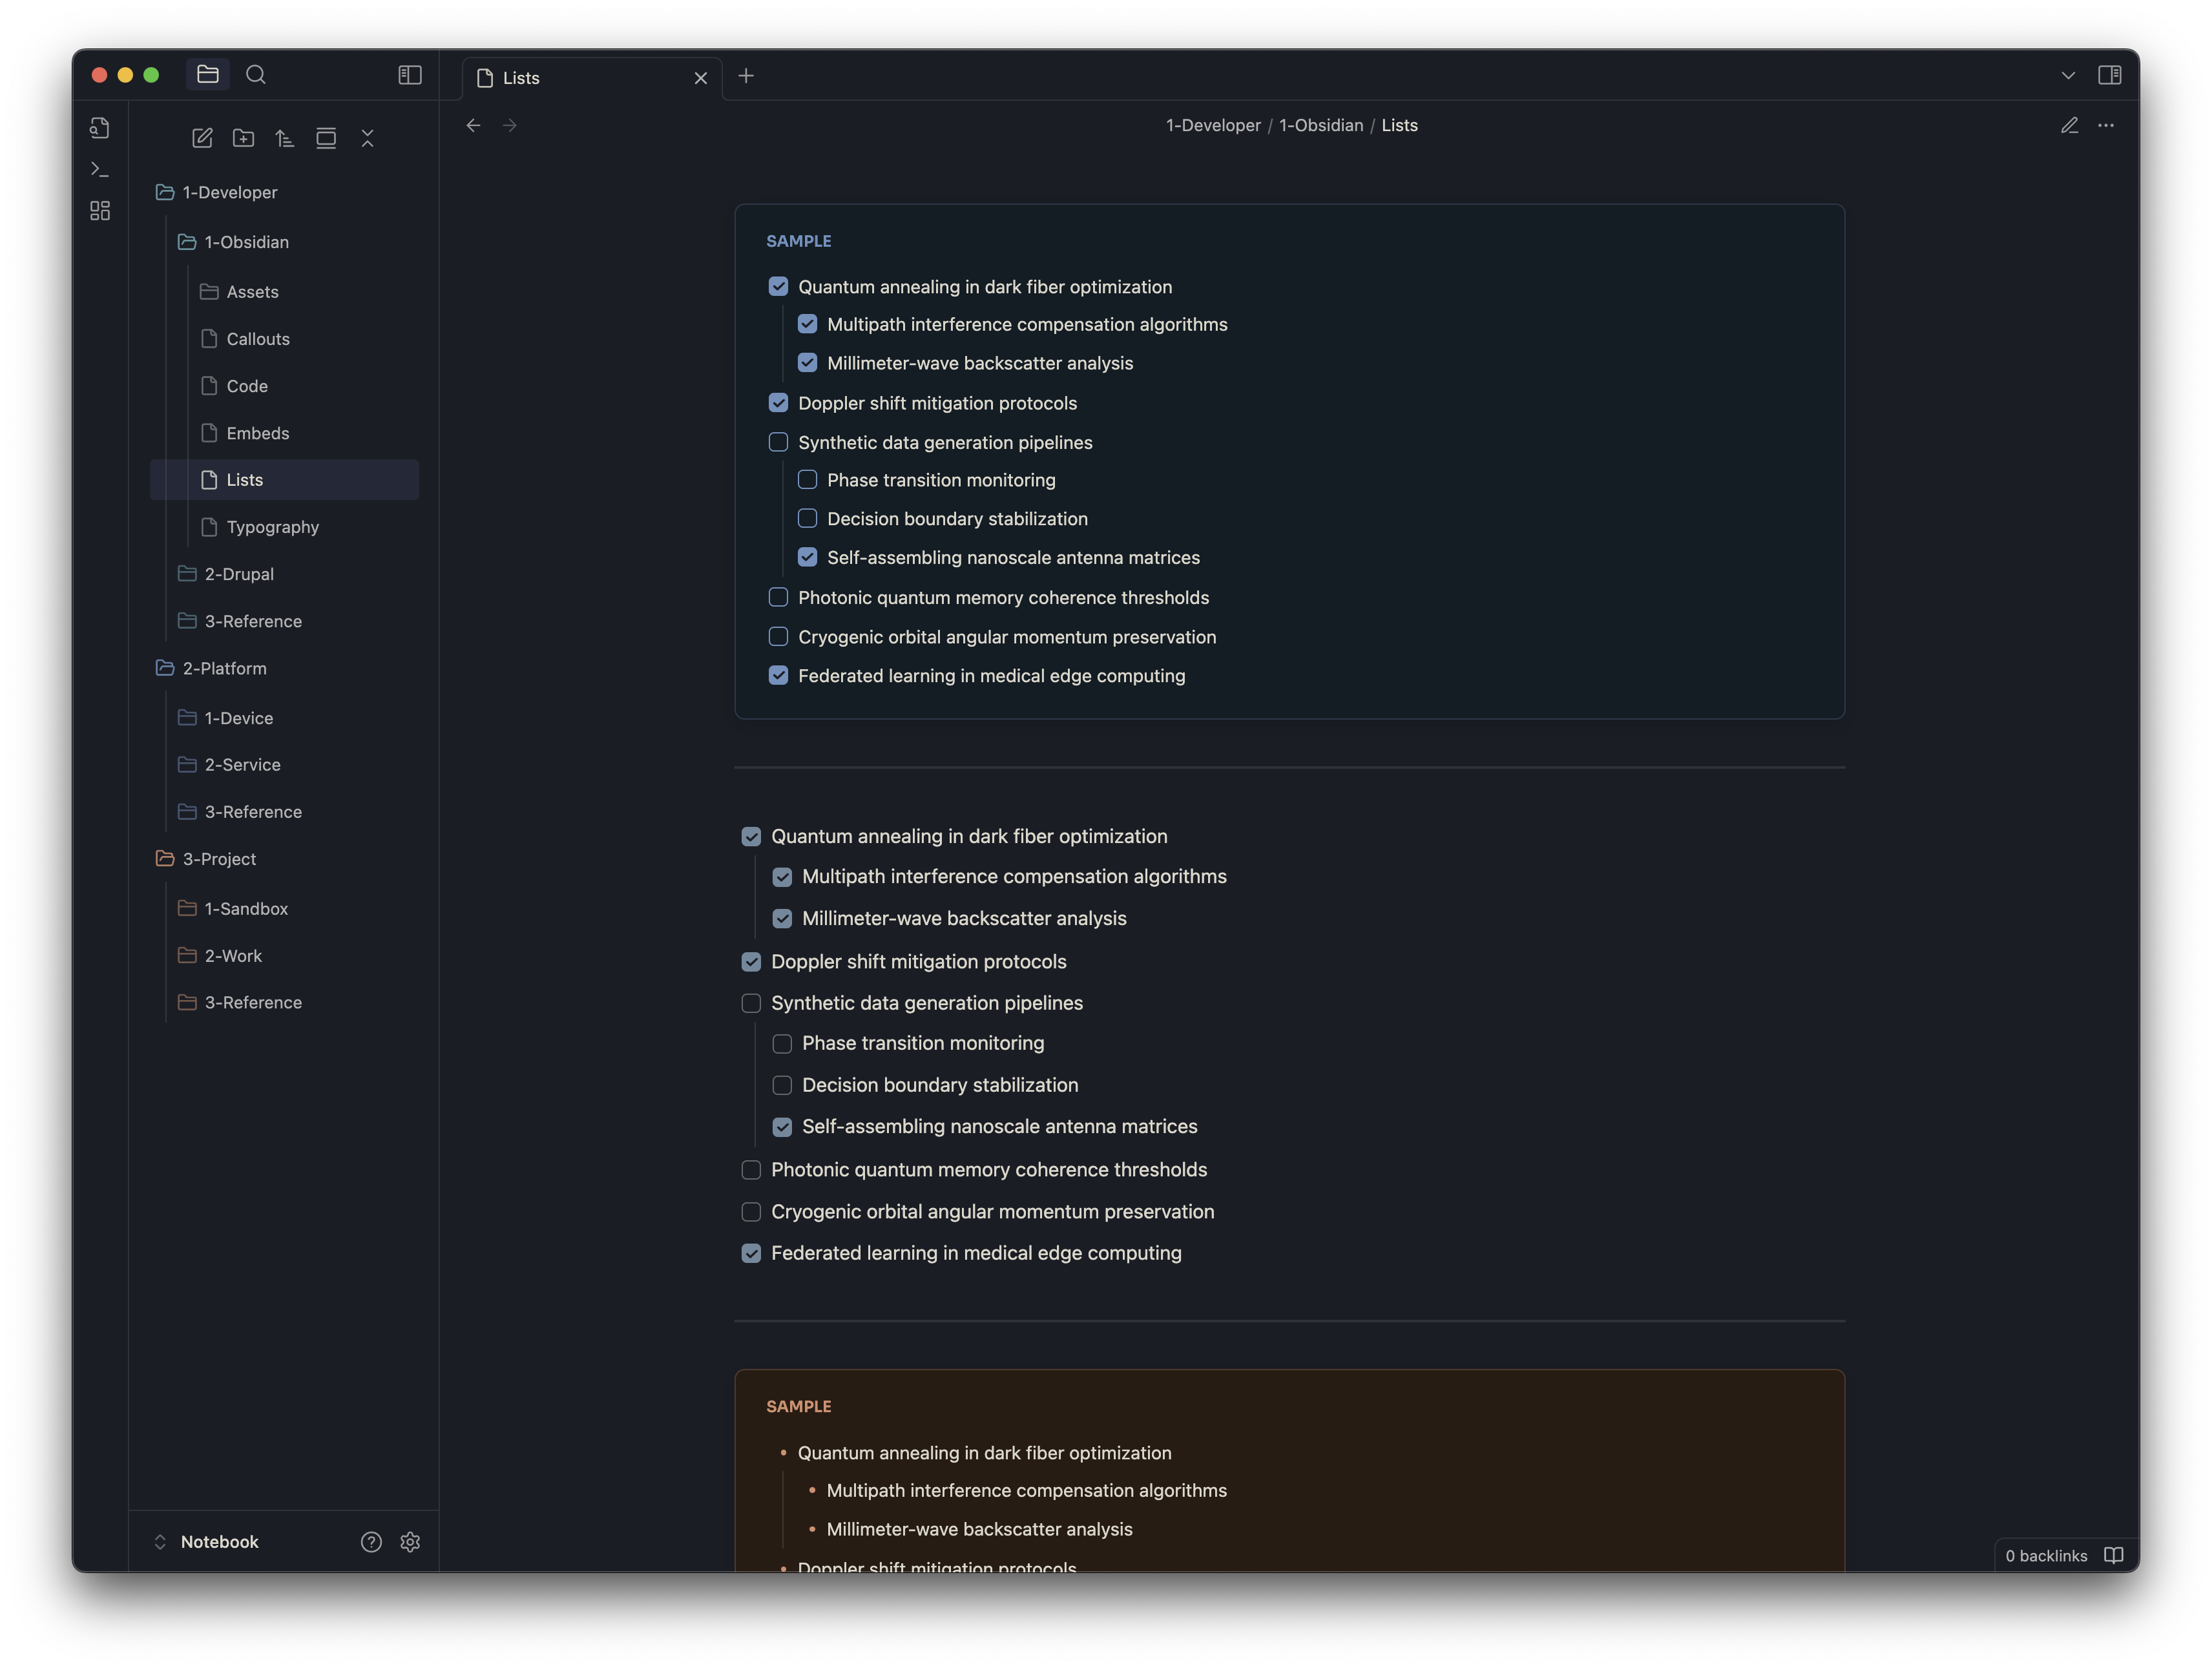 Lists
1-Developer / 1-Obsidian / Lists
1-Developer
1-Obsidian
Assets
Callouts
Code
Embeds
Lists
Typography
2-Drupal
3-Reference
2-Platform
1-Device
2-Service
3-Reference
3-Project
1-Sandbox
2-Work
3-Reference
Notebook
SAMPLE
Quantum annealing in dark fiber optimization
Multipath interference compensation algorithms
Millimeter-wave backscatter analysis
Doppler shift mitigation protocols
Synthetic data generation pipelines
Phase transition monitoring
Decision boundary stabilization
Self-assembling nanoscale antenna matrices
Photonic quantum memory coherence thresholds
Cryogenic orbital angular momentum preservation
Federated learning in medical edge computing
Quantum annealing in dark fiber optimization
Multipath interference compensation algorithms
Millimeter-wave backscatter analysis
Doppler shift mitigation protocols
Synthetic data generation pipelines
Phase transition monitoring
Decision boundary stabilization
Self-assembling nanoscale antenna matrices
Photonic quantum memory coherence thresholds
Cryogenic orbital angular momentum preservation
Federated learning in medical edge computing
SAMPLE
• Quantum annealing in dark fiber optimization
• Multipath interference compensation algorithms
• Millimeter-wave backscatter analysis
• Doppler shift mitigation protocols
0 backlinks